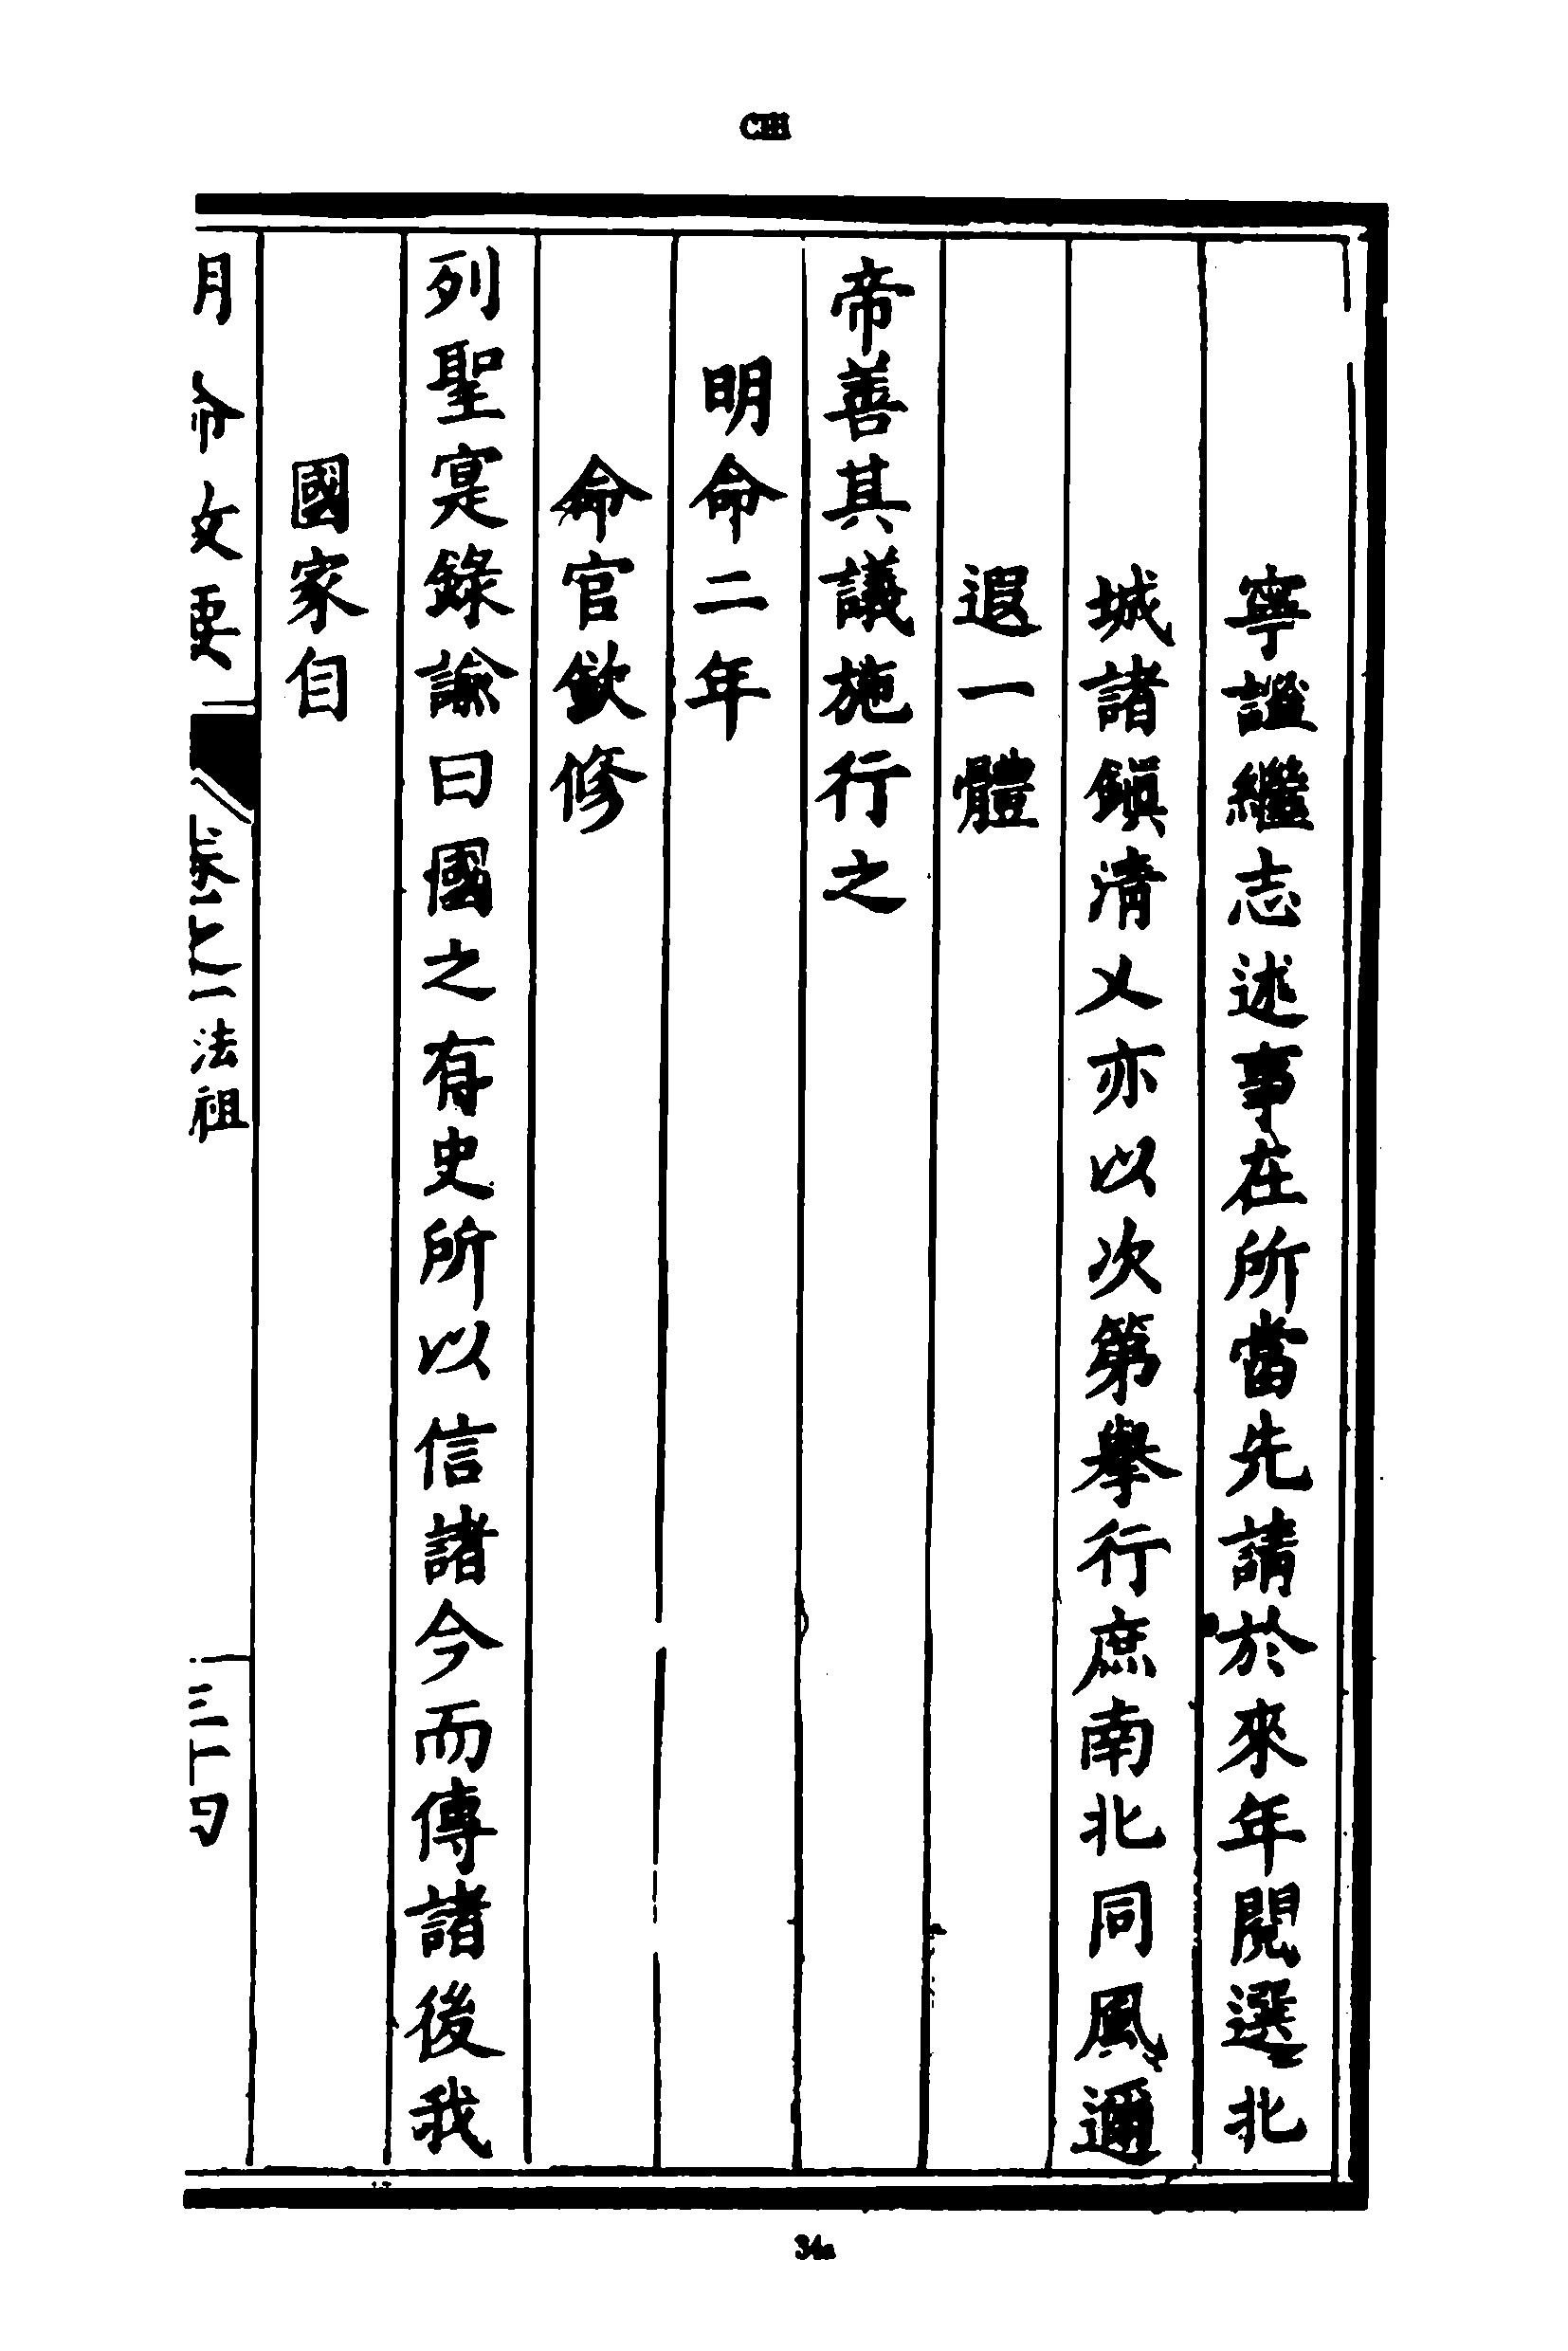 CIII
寧謐繼志述事在所當先請於來年閱選北
城諸鎮清乂亦以次第舉行庶南北同風邇
遐一體
帝善其議施行之
明命二年
命官欽修
列聖寔錄諭曰國之有史所以信諸今而傳諸後我
國家自
明命政要
卷之一法祖
三十四
34a